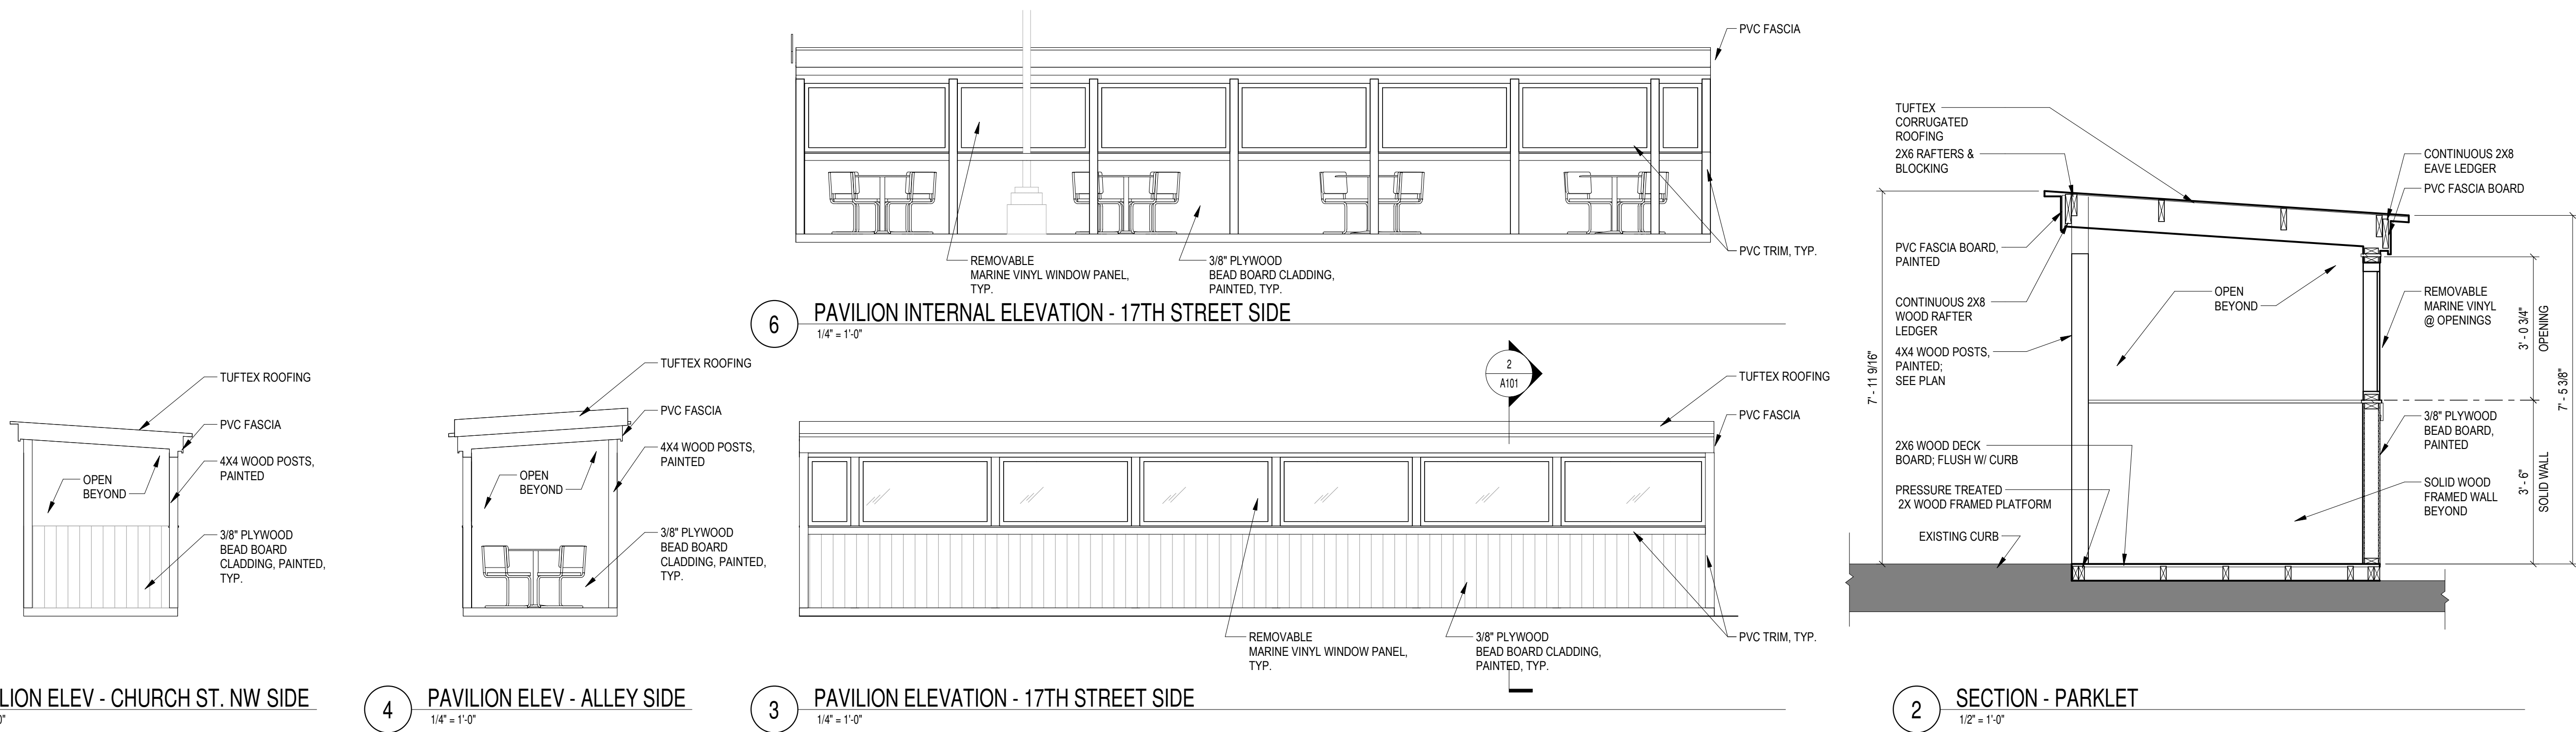 PVC FASCIA
REMOVABLE
MARINE VINYL WINDOW PANEL,
TYP.
3/8" PLYWOOD
BEAD BOARD CLADDING,
PAINTED, TYP.
PVC TRIM, TYP.
6
PAVILION INTERNAL ELEVATION - 17TH STREET SIDE
1/4" = 1'-0"
TUFTEX ROOFING
PVC FASCIA
4X4 WOOD POSTS,
PAINTED
OPEN
BEYOND
3/8" PLYWOOD
BEAD BOARD
CLADDING, PAINTED,
TYP.
LION ELEV - CHURCH ST. NW SIDE
0"
TUFTEX ROOFING
PVC FASCIA
4X4 WOOD POSTS,
PAINTED
OPEN
BEYOND
3/8" PLYWOOD
BEAD BOARD
CLADDING, PAINTED,
TYP.
4
PAVILION ELEV - ALLEY SIDE
1/4" = 1'-0"
2
A101
TUFTEX ROOFING
PVC FASCIA
REMOVABLE
MARINE VINYL WINDOW PANEL,
TYP.
3/8" PLYWOOD
BEAD BOARD CLADDING,
PAINTED, TYP.
PVC TRIM, TYP.
3
PAVILION ELEVATION - 17TH STREET SIDE
1/4" = 1'-0"
TUFTEX
CORRUGATED
ROOFING
2X6 RAFTERS &
BLOCKING
PVC FASCIA BOARD,
PAINTED
CONTINUOUS 2X8
WOOD RAFTER
LEDGER
4X4 WOOD POSTS,
PAINTED;
SEE PLAN
7' - 11 9/16"
2X6 WOOD DECK
BOARD; FLUSH W/ CURB
PRESSURE TREATED
2X WOOD FRAMED PLATFORM
EXISTING CURB
OPEN
BEYOND
CONTINUOUS 2X8
EAVE LEDGER
PVC FASCIA BOARD
REMOVABLE
MARINE VINYL
@ OPENINGS
3' - 0 3/4"
OPENING
7' - 5 3/8"
3/8" PLYWOOD
BEAD BOARD,
PAINTED
3' - 6"
SOLID WALL
SOLID WOOD
FRAMED WALL
BEYOND
2
SECTION - PARKLET
1/2" = 1'-0"